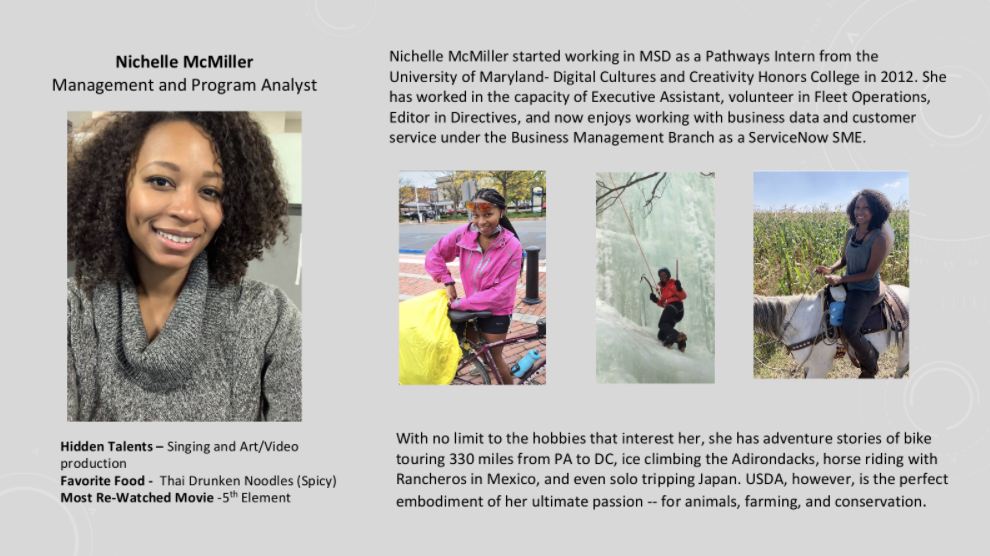 Nichelle McMiller
Management and Program Analyst
Hidden Talents – Singing and Art/Video
production
Favorite Food - Thai Drunken Noodles (Spicy)
Most Re-Watched Movie -5th Element
Nichelle McMiller started working in MSD as a Pathways Intern from the
University of Maryland- Digital Cultures and Creativity Honors College in 2012. She
has worked in the capacity of Executive Assistant, volunteer in Fleet Operations,
Editor in Directives, and now enjoys working with business data and customer
service under the Business Management Branch as a ServiceNow SME.
With no limit to the hobbies that interest her, she has adventure stories of bike
touring 330 miles from PA to DC, ice climbing the Adirondacks, horse riding with
Rancheros in Mexico, and even solo tripping Japan. USDA, however, is the perfect
embodiment of her ultimate passion -- for animals, farming, and conservation.